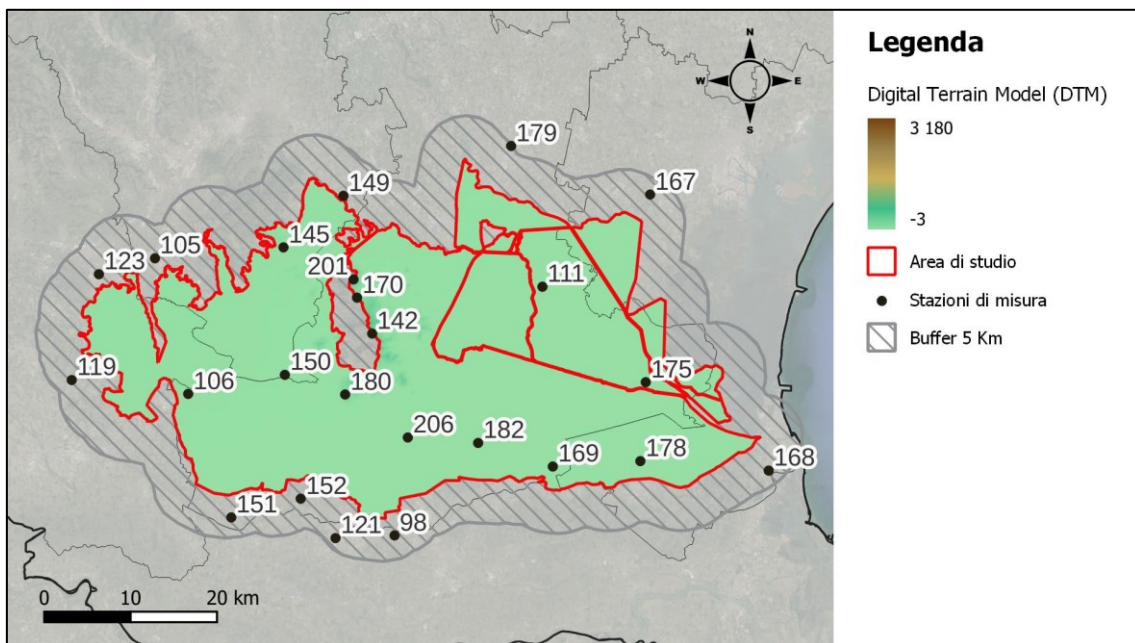 N
W
E
S
179
149
167
105
145
123
201
111
170
142
119
106
150
180
175
206
182
169
178
168
152
151
121
98
0 10 20 km
Legenda
Digital Terrain Model (DTM)
3 180
-3
Area di studio
Stazioni di misura
Buffer 5 Km